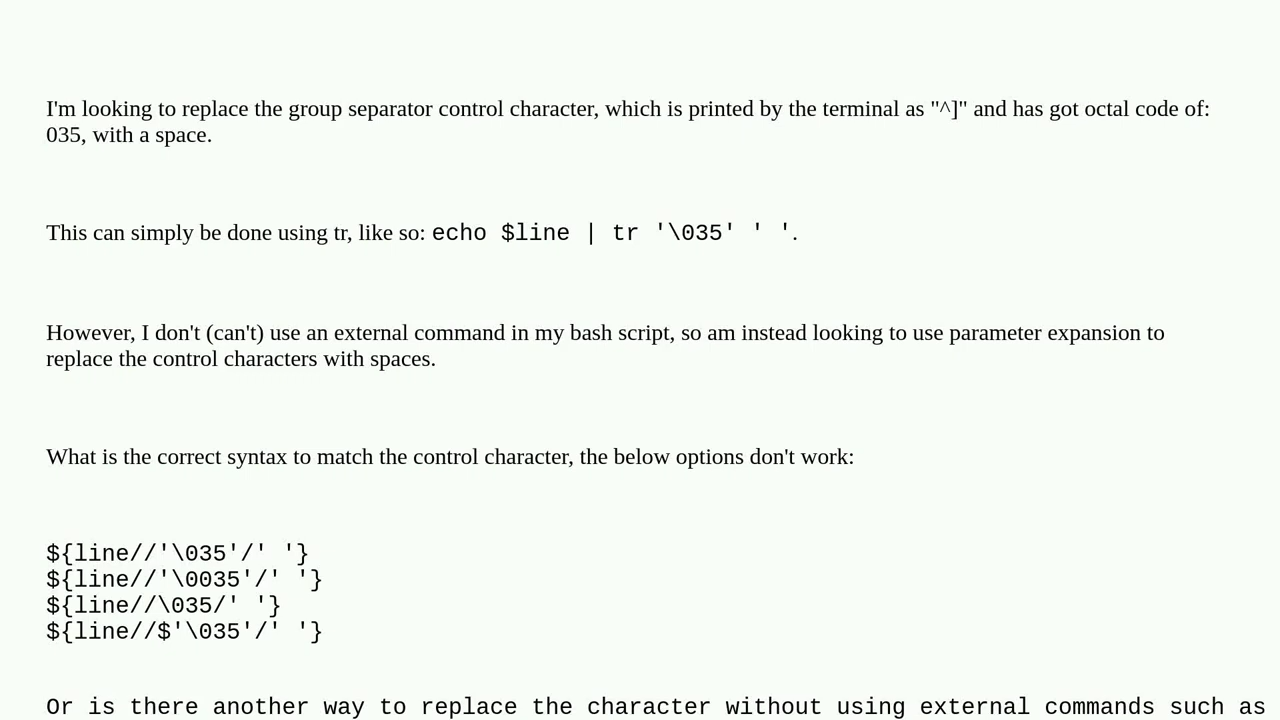 I'm looking to replace the group separator control character, which is printed by the terminal as "^]" and has got octal code of:
035, with a space.
This can simply be done using tr, like so: echo $line | tr '\035' ' '.
However, I don't (can't) use an external command in my bash script, so am instead looking to use parameter expansion to
replace the control characters with spaces.
What is the correct syntax to match the control character, the below options don't work:
${line//'\035'/' '}
${line//'\0035'/' '}
${line//\035/' '}
${line//$'\035'/' '}
Or is there another way to replace the character without using external commands such as